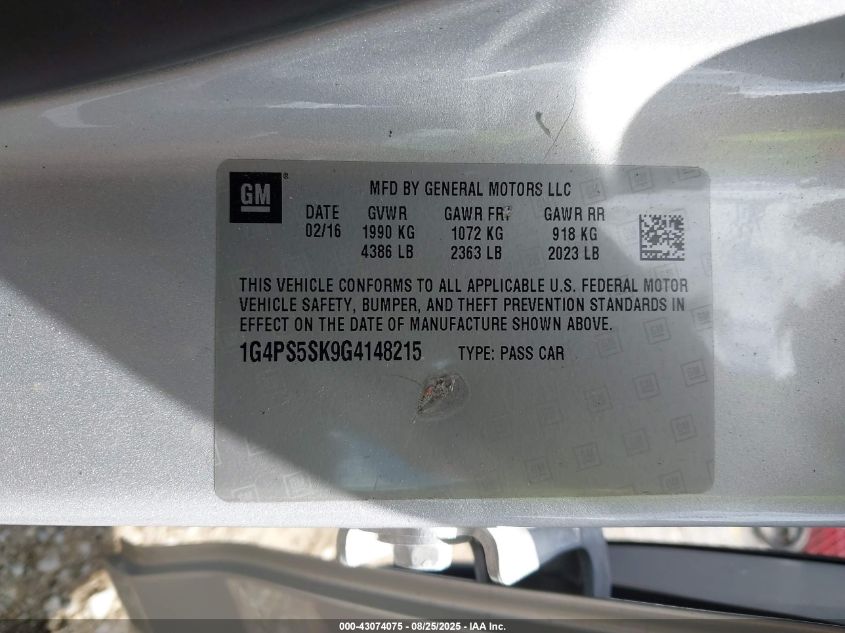 GM ®
MFD BY GENERAL MOTORS LLC
DATE GVWR GAWR FRT GAWR RR
02/16 1990 KG 1072 KG 918 KG
4386 LB 2363 LB 2023 LB
THIS VEHICLE CONFORMS TO ALL APPLICABLE U.S. FEDERAL MOTOR
VEHICLE SAFETY, BUMPER, AND THEFT PREVENTION STANDARDS IN
EFFECT ON THE DATE OF MANUFACTURE SHOWN ABOVE.
1G4PS5SK9G4148215 TYPE: PASS CAR
000-43074075 - 08/25/2025 - IAA Inc.